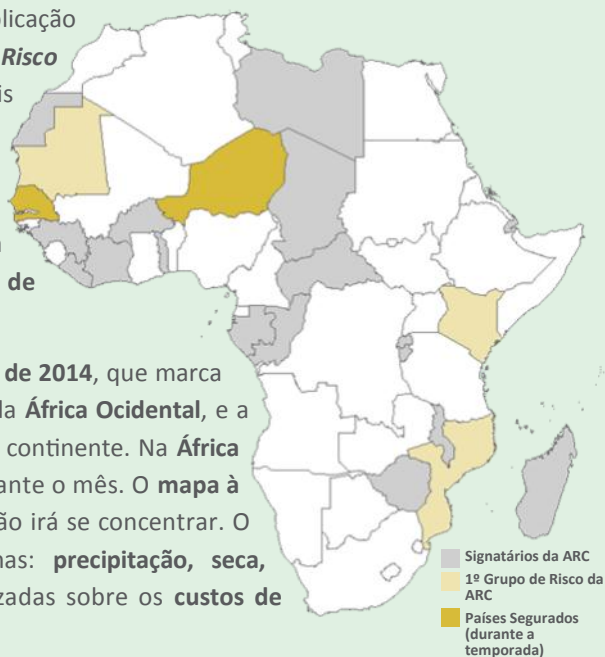 plicação
Risco
is
de
de 2014, que marca
da África Ocidental, e a
continente. Na África
ante o mês. O mapa à
ão irá se concentrar. O
nas: precipitação, seca,
zadas sobre os custos de
Signatários da ARC
1º Grupo de Risco da
ARC
Países Segurados
(durante a
temporada)